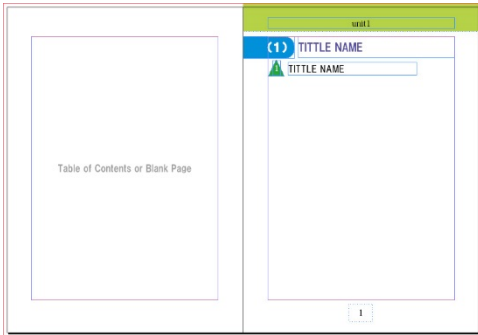 Table of Contents or Blank Page
unit1
(1) TITTLE NAME
1 TITTLE NAME
1